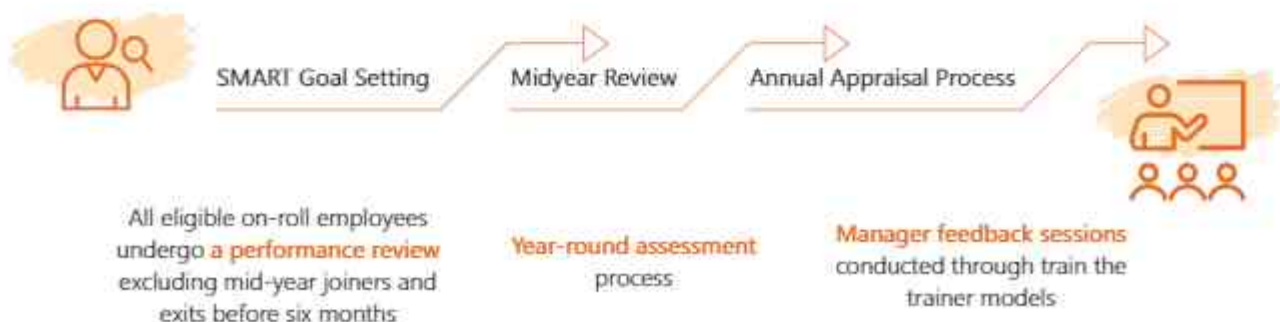 SMART Goal Setting
Midyear Review
Annual Appraisal Process
All eligible on-roll employees
undergo a performance review
excluding mid-year joiners and
exits before six months
Year-round assessment
process
Manager feedback sessions
conducted through train the
trainer models